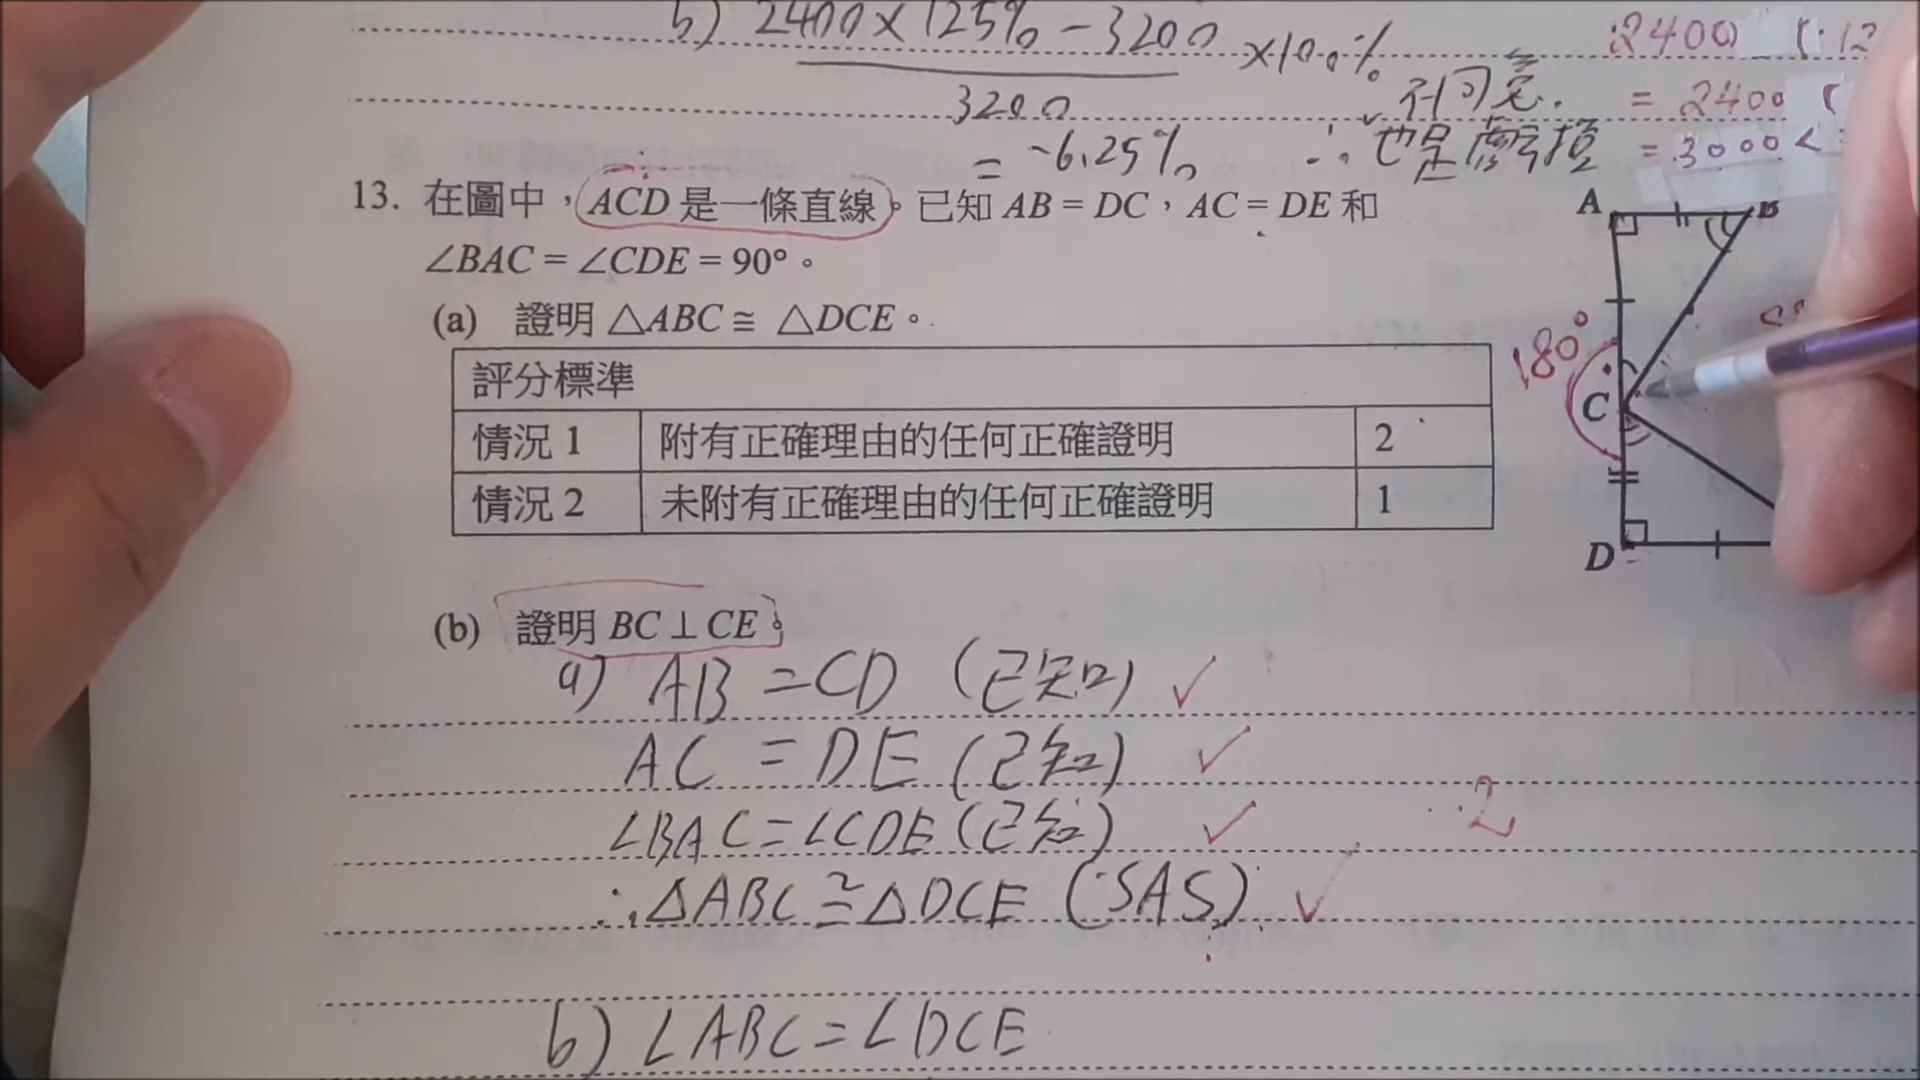 b) 2400×125%－3200
3200
×100%
= -6.25%
不同意.
∴也是虧損
2400
= 2400 (
= 3000 <
13. 在圖中，ACD 是一條直線。已知 AB = DC，AC = DE 和
∠BAC = ∠CDE = 90°。
(a) 證明 △ABC ≅ △DCE。
評分標準
情況 1 附有正確理由的任何正確證明 2
情況 2 未附有正確理由的任何正確證明 1
A B
180°
C
D
(b) 證明 BC ⊥ CE。
a) AB = CD (已知) ✓
AC = DE (已知) ✓
∠BAC = ∠CDE (已知) ✓
2
∴ △ABC ≅ △DCE (SAS) ✓
b) ∠ABC = ∠DCE